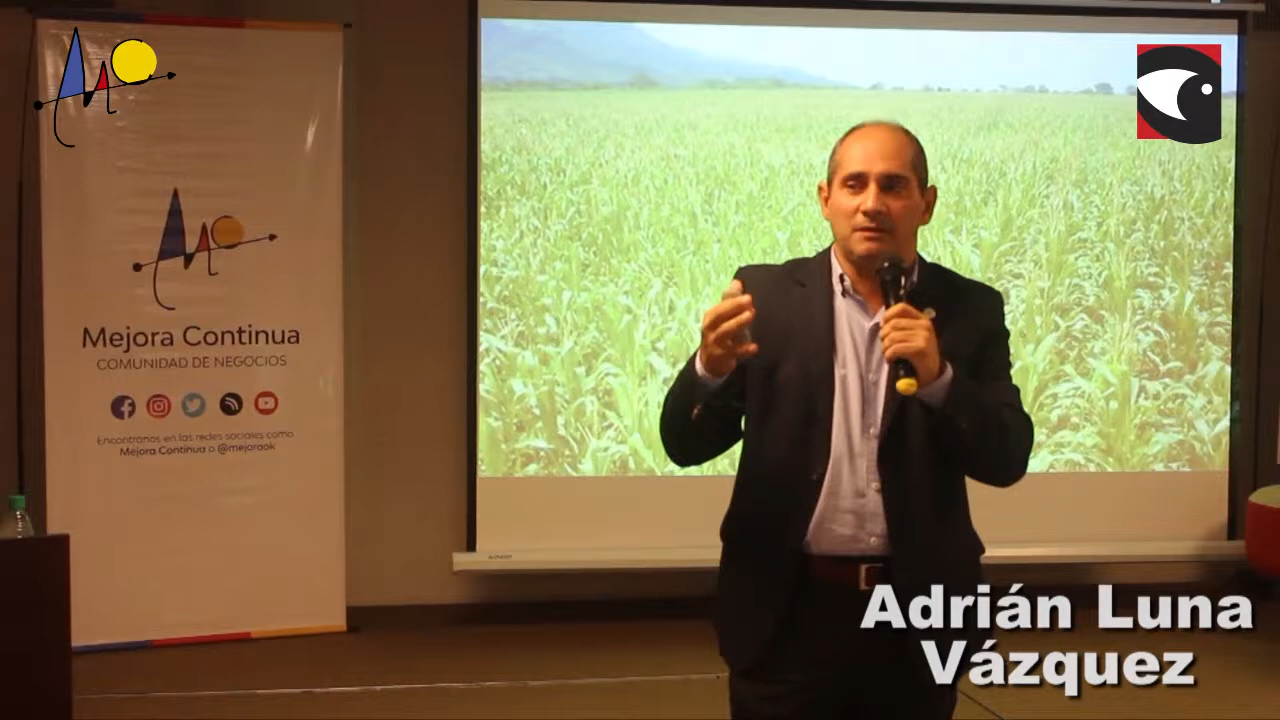 Mejora Continua
COMUNIDAD DE NEGOCIOS
Encontranos en las redes sociales como
Mejora Continua o @mejoraok
Adrián Luna
Vázquez